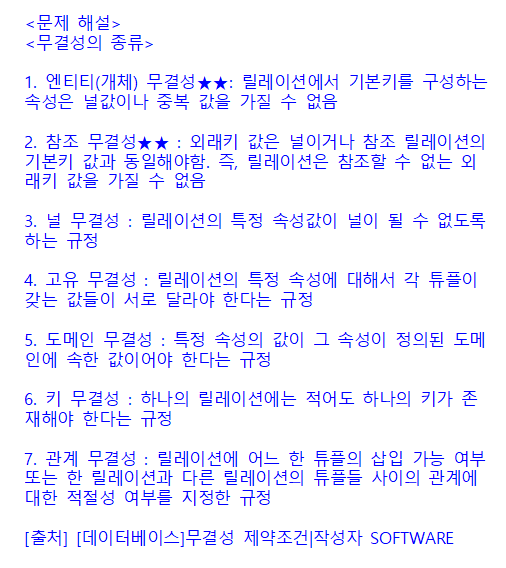 <문제 해설>
<무결성의 종류>
1. 엔티티(개체) 무결성★★: 릴레이션에서 기본키를 구성하는
속성은 널값이나 중복 값을 가질 수 없음
2. 참조 무결성★★ : 외래키 값은 널이거나 참조 릴레이션의
기본키 값과 동일해야함. 즉, 릴레이션은 참조할 수 없는 외
래키 값을 가질 수 없음
3. 널 무결성 : 릴레이션의 특정 속성값이 널이 될 수 없도록
하는 규정
4. 고유 무결성 : 릴레이션의 특정 속성에 대해서 각 튜플이
갖는 값들이 서로 달라야 한다는 규정
5. 도메인 무결성 : 특정 속성의 값이 그 속성이 정의된 도메
인에 속한 값이어야 한다는 규정
6. 키 무결성 : 하나의 릴레이션에는 적어도 하나의 키가 존
재해야 한다는 규정
7. 관계 무결성 : 릴레이션에 어느 한 튜플의 삽입 가능 여부
또는 한 릴레이션과 다른 릴레이션의 튜플들 사이의 관계에
대한 적절성 여부를 지정한 규정
[출처] [데이터베이스]무결성 제약조건|작성자 SOFTWARE